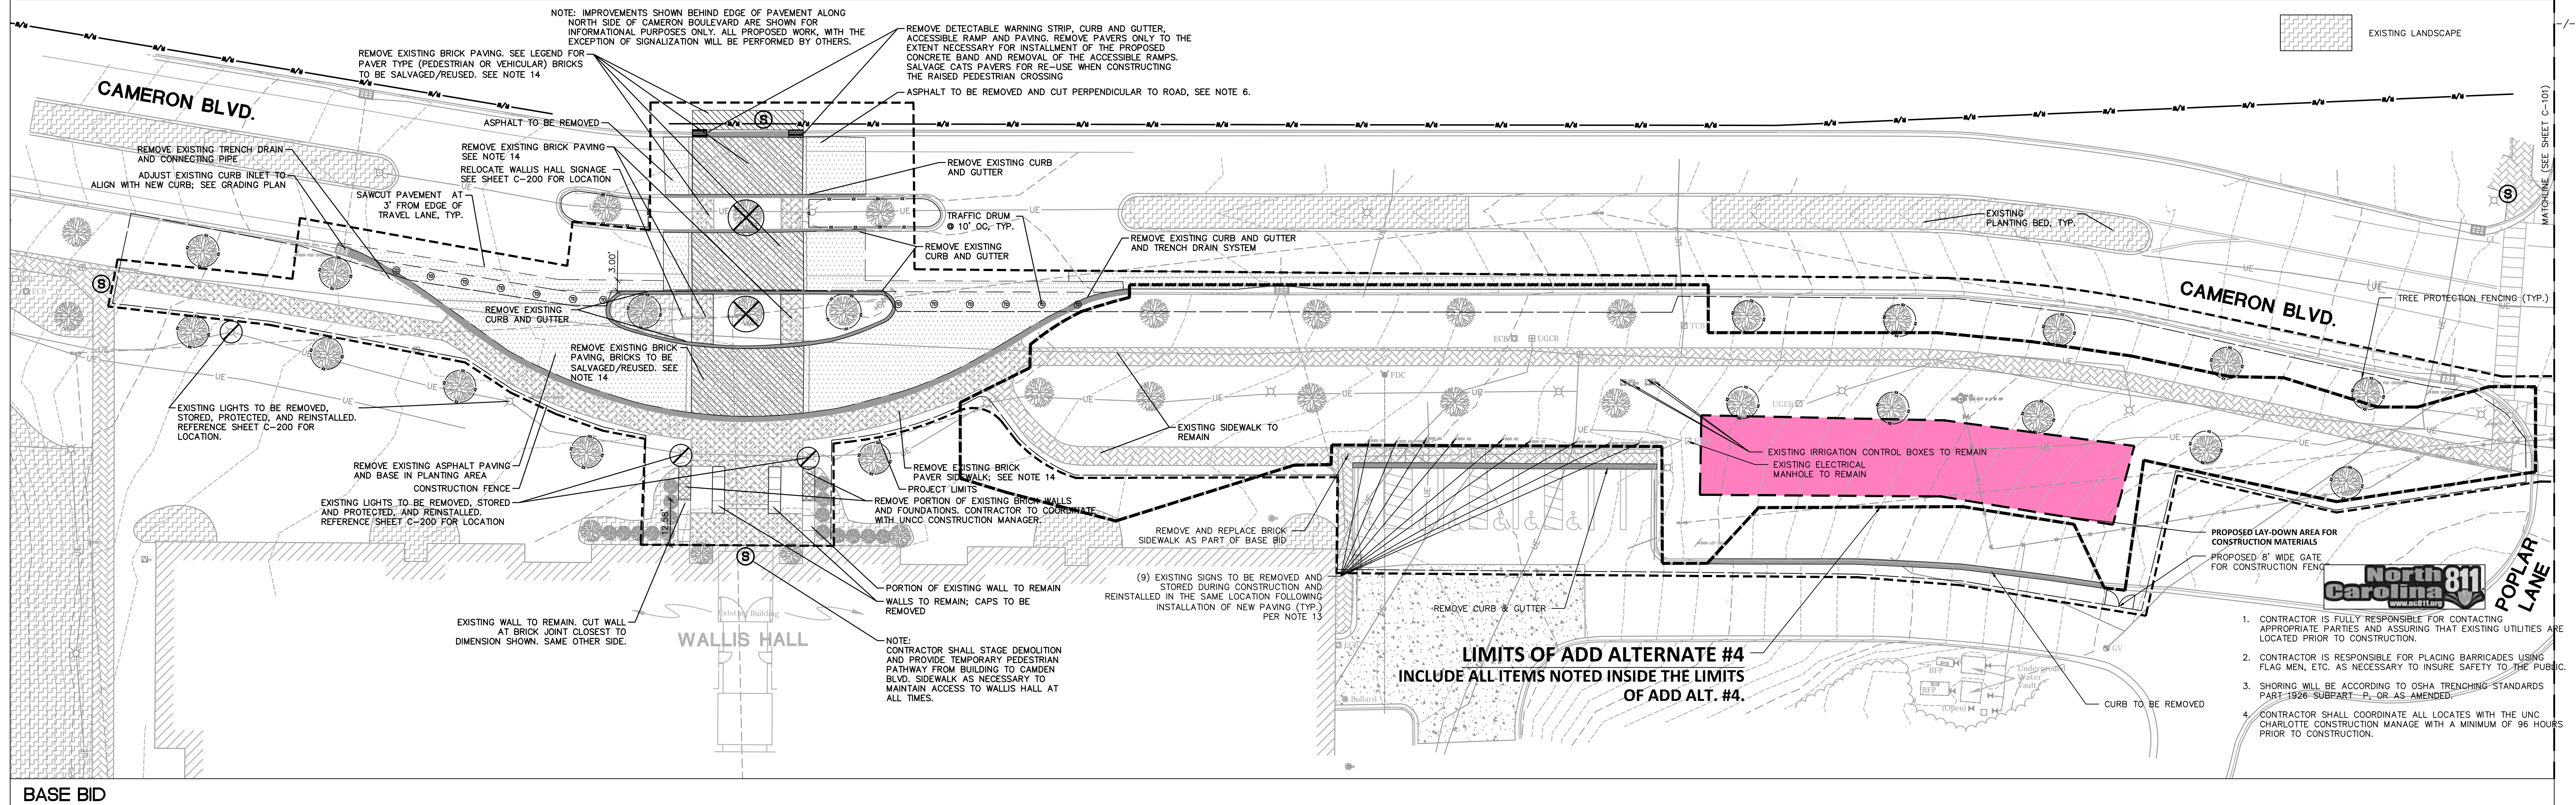 NOTE: IMPROVEMENTS SHOWN BEHIND EDGE OF PAVEMENT ALONG
NORTH SIDE OF CAMERON BOULEVARD ARE SHOWN FOR
INFORMATIONAL PURPOSES ONLY. ALL PROPOSED WORK, WITH THE
EXCEPTION OF SIGNALIZATION WILL BE PERFORMED BY OTHERS.
REMOVE EXISTING BRICK PAVING. SEE LEGEND FOR
PAVER TYPE (PEDESTRIAN OR VEHICULAR) BRICKS
TO BE SALVAGED/REUSED. SEE NOTE 14
REMOVE DETECTABLE WARNING STRIP, CURB AND GUTTER,
ACCESSIBLE RAMP AND PAVING. REMOVE PAVERS ONLY TO THE
EXTENT NECESSARY FOR INSTALLMENT OF THE PROPOSED
CONCRETE BAND AND REMOVAL OF THE ACCESSIBLE RAMPS.
SALVAGE CATS PAVERS FOR RE-USE WHEN CONSTRUCTING
THE RAISED PEDESTRIAN CROSSING
ASPHALT TO BE REMOVED AND CUT PERPENDICULAR TO ROAD, SEE NOTE 6.
EXISTING LANDSCAPE
MATCHLINE (SEE SHEET C-101)
CAMERON BLVD.
ASPHALT TO BE REMOVED
REMOVE EXISTING TRENCH DRAIN
AND CONNECTING PIPE
ADJUST EXISTING CURB INLET TO
ALIGN WITH NEW CURB; SEE GRADING PLAN
REMOVE EXISTING BRICK PAVING
SEE NOTE 14
RELOCATE WALLIS HALL SIGNAGE
SEE SHEET C-200 FOR LOCATION
SAWCUT PAVEMENT AT
3' FROM EDGE OF
TRAVEL LANE, TYP.
REMOVE EXISTING CURB
AND GUTTER
TRAFFIC DRUM
@ 10' OC, TYP.
REMOVE EXISTING
CURB AND GUTTER
REMOVE EXISTING CURB AND GUTTER
AND TRENCH DRAIN SYSTEM
EXISTING
PLANTING BED, TYP.
CAMERON BLVD.
TREE PROTECTION FENCING (TYP.)
3.00'
REMOVE EXISTING
CURB AND GUTTER
REMOVE EXISTING BRICK
PAVING, BRICKS TO BE
SALVAGED/REUSED. SEE
NOTE 14
ECB
ECB
UGCB
TCB
FDC
UGEB
EXISTING LIGHTS TO BE REMOVED,
STORED, PROTECTED, AND REINSTALLED.
REFERENCE SHEET C-200 FOR
LOCATION.
REMOVE EXISTING ASPHALT PAVING
AND BASE IN PLANTING AREA
CONSTRUCTION FENCE
EXISTING LIGHTS TO BE REMOVED, STORED
AND PROTECTED, AND REINSTALLED.
REFERENCE SHEET C-200 FOR LOCATION
12.58'
REMOVE EXISTING BRICK
PAVER SIDEWALK; SEE NOTE 14
PROJECT LIMITS
REMOVE PORTION OF EXISTING BRICK WALLS
AND FOUNDATIONS. CONTRACTOR TO COORDINATE
WITH UNCC CONSTRUCTION MANAGER.
EXISTING SIDEWALK TO
REMAIN
EXISTING IRRIGATION CONTROL BOXES TO REMAIN
EXISTING ELECTRICAL
MANHOLE TO REMAIN
REMOVE AND REPLACE BRICK
SIDEWALK AS PART OF BASE BID
PROPOSED LAY-DOWN AREA FOR
CONSTRUCTION MATERIALS
PROPOSED 8' WIDE GATE
FOR CONSTRUCTION FENCE
PORTION OF EXISTING WALL TO REMAIN
WALLS TO REMAIN; CAPS TO BE
REMOVED
(9) EXISTING SIGNS TO BE REMOVED AND
STORED DURING CONSTRUCTION AND
REINSTALLED IN THE SAME LOCATION FOLLOWING
INSTALLATION OF NEW PAVING (TYP.)
PER NOTE 13
REMOVE CURB & GUTTER
EXISTING WALL TO REMAIN. CUT WALL
AT BRICK JOINT CLOSEST TO
DIMENSION SHOWN. SAME OTHER SIDE.
Existing Building
WALLIS HALL
NOTE:
CONTRACTOR SHALL STAGE DEMOLITION
AND PROVIDE TEMPORARY PEDESTRIAN
PATHWAY FROM BUILDING TO CAMDEN
BLVD. SIDEWALK AS NECESSARY TO
MAINTAIN ACCESS TO WALLIS HALL AT
ALL TIMES.
LIMITS OF ADD ALTERNATE #4
INCLUDE ALL ITEMS NOTED INSIDE THE LIMITS
OF ADD ALT. #4.
Bollard
BFP
BFP
Underground
Water
Vault
(Open)
GV
CURB TO BE REMOVED
POPLAR
LANE
North
Carolina
811
www.nc811.org
1. CONTRACTOR IS FULLY RESPONSIBLE FOR CONTACTING
APPROPRIATE PARTIES AND ASSURING THAT EXISTING UTILITIES ARE
LOCATED PRIOR TO CONSTRUCTION.
2. CONTRACTOR IS RESPONSIBLE FOR PLACING BARRICADES USING
FLAG MEN, ETC. AS NECESSARY TO INSURE SAFETY TO THE PUBLIC.
3. SHORING WILL BE ACCORDING TO OSHA TRENCHING STANDARDS
PART 1926 SUBPART P, OR AS AMENDED.
4. CONTRACTOR SHALL COORDINATE ALL LOCATES WITH THE UNC
CHARLOTTE CONSTRUCTION MANAGE WITH A MINIMUM OF 96 HOURS
PRIOR TO CONSTRUCTION.
BASE BID